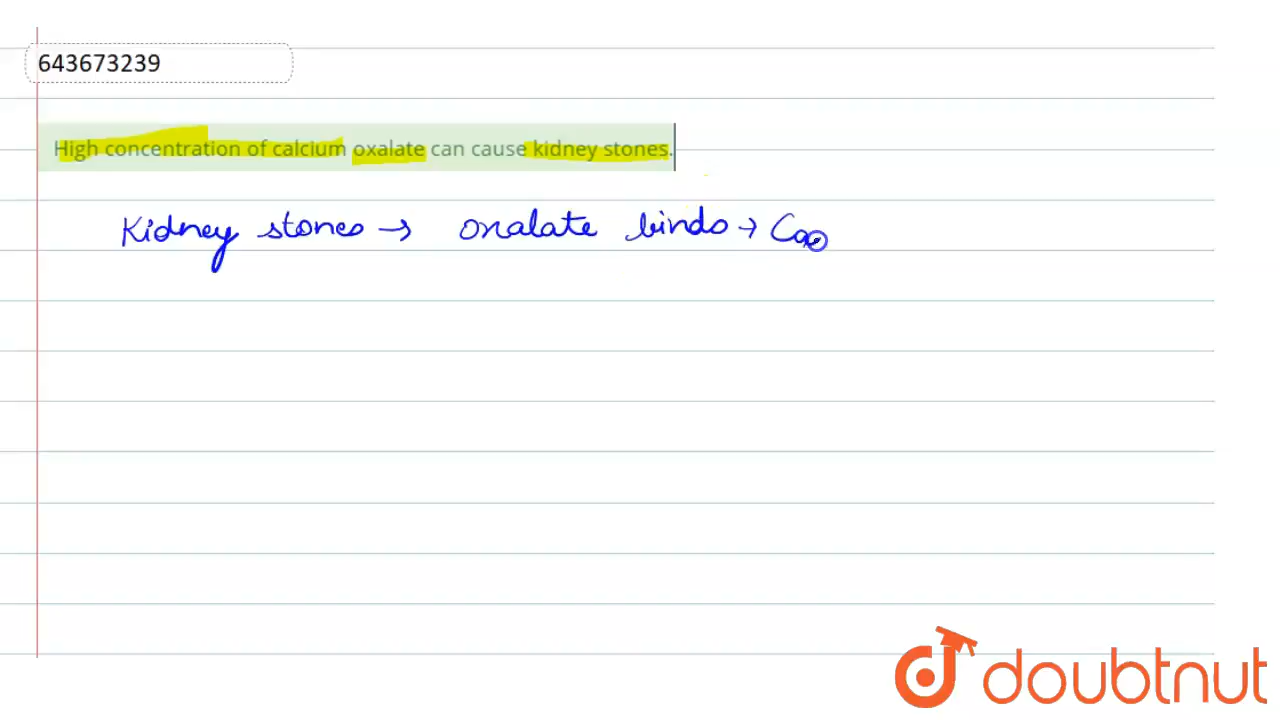 643673239
High concentration of calcium oxalate can cause kidney stones.
Kidney stones → oxalate binds → Ca
doubtnut